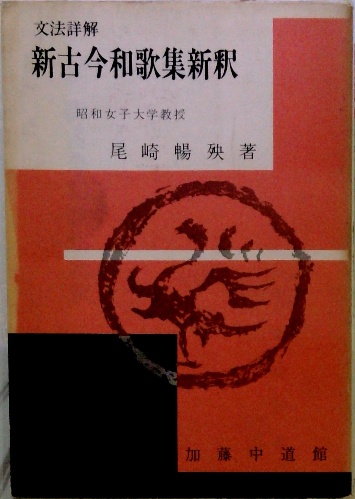 文法詳解
新古今和歌集新釈
昭和女子大学教授
尾崎暢殃著
加藤中道館